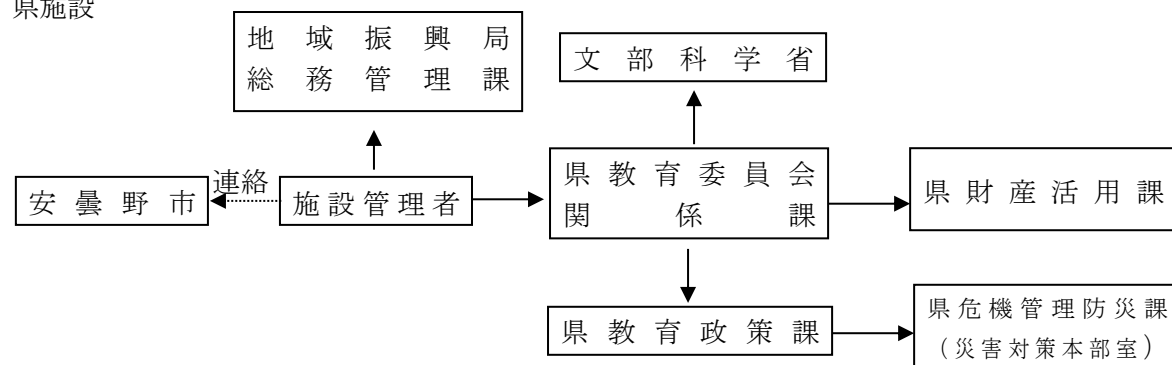 県施設
地域振興局
総務管理課
文部科学省
安曇野市
連絡
施設管理者
県教育委員会
関係課
県財産活用課
県教育政策課
県危機管理防災課
（災害対策本部室）